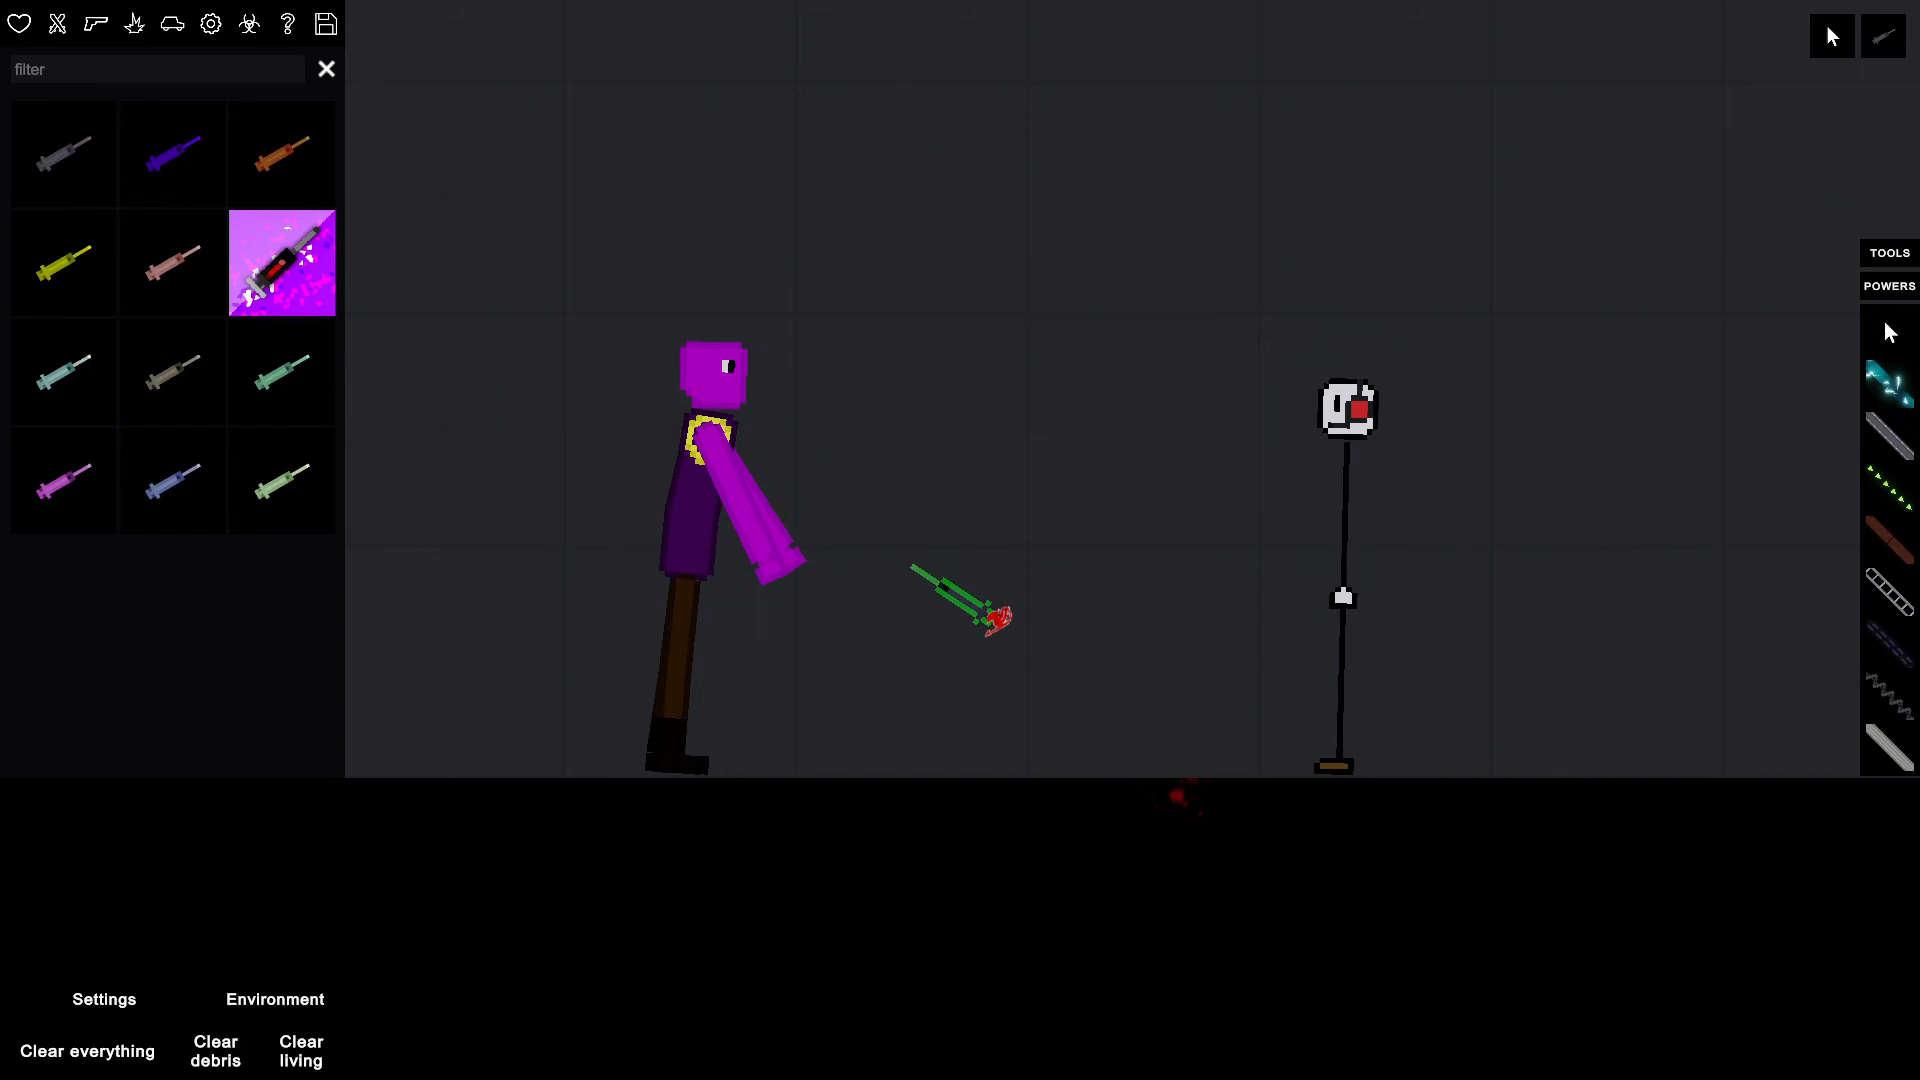 filter
TOOLS
POWERS
Settings
Environment
Clear everything
Clear
debris
Clear
living